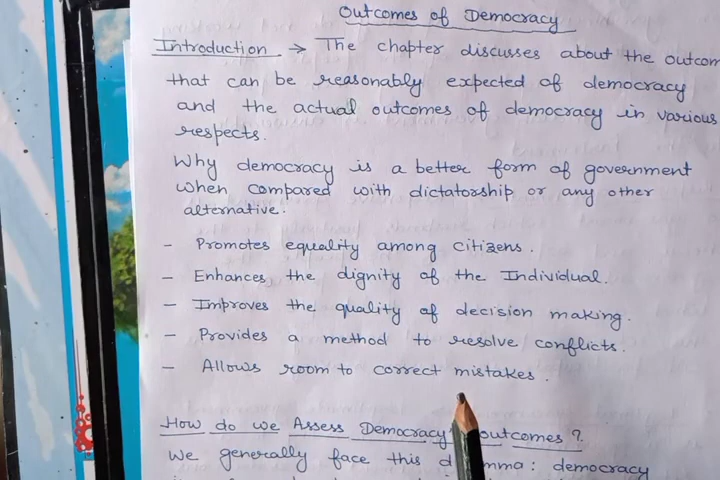 Outcomes of Democracy
Introduction → The chapter discusses about the outcom
that can be reasonably expected of democracy
and the actual outcomes of democracy in various
respects.
Why democracy is a better form of government
when compared with dictatorship or any other
alternative.
- Promotes equality among citizens.
- Enhances the dignity of the Individual.
- Improves the quality of decision making.
- Provides a method to resolve conflicts.
- Allows room to correct mistakes.
How do we Assess Democracy outcomes ?
We generally face this : democracy